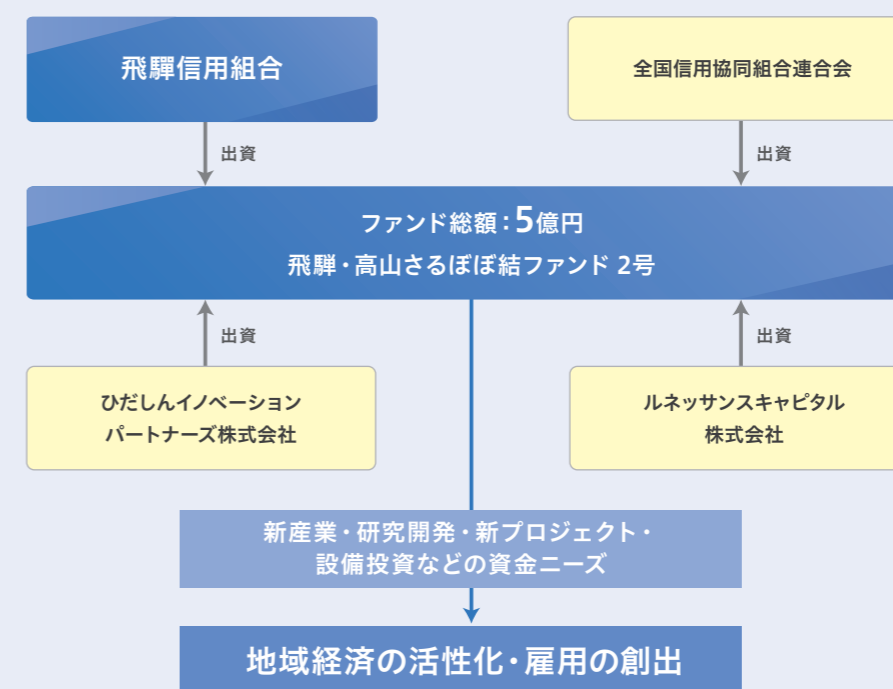 飛驒信用組合
全国信用協同組合連合会
出資
出資
ファンド総額：5億円
飛騨・高山さるぼぼ結ファンド 2号
出資
出資
ひだしんイノベーション
パートナーズ株式会社
ルネッサンスキャピタル
株式会社
新産業・研究開発・新プロジェクト・
設備投資などの資金ニーズ
地域経済の活性化・雇用の創出